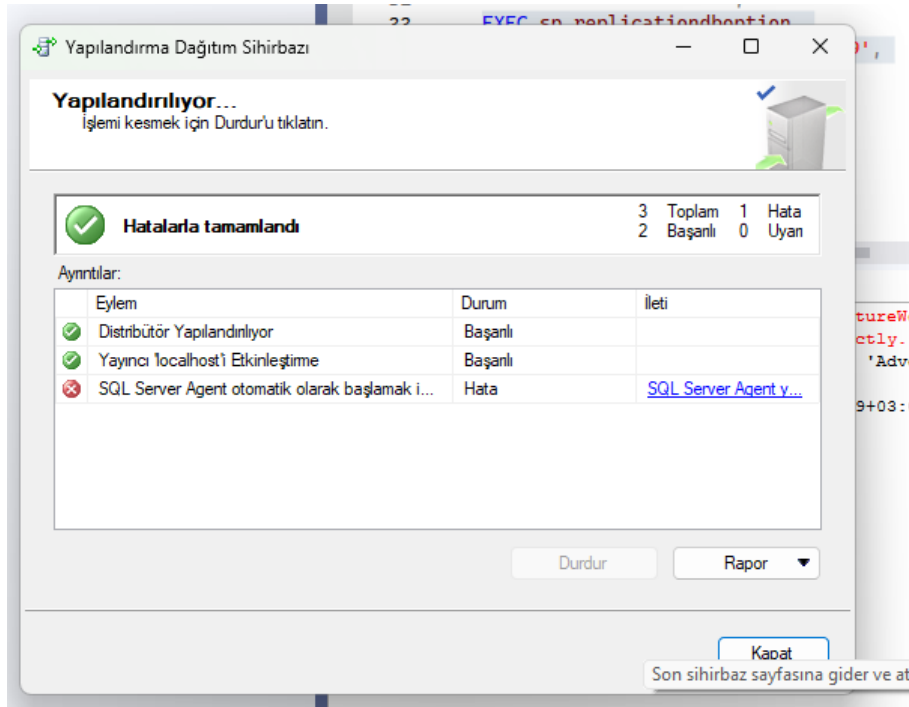 EXEC sp_replicationdboption
Yapılandırma Dağıtım Sihirbazı
9',
Yapılandırılıyor...
İşlemi kesmek için Durdur'u tıklatın.
Hatalarla tamamlandı
3 Toplam 1 Hata
2 Başarılı 0 Uyarı
Ayrıntılar:
Eylem Durum İleti
Distribütör Yapılandırılıyor Başarılı
Yayıncı 'localhost'i Etkinleştirme Başarılı
SQL Server Agent otomatik olarak başlamak i... Hata SQL Server Agent y...
ctly.
'Adv
9+03:
Durdur Rapor
Kapat
Son sihirbaz sayfasına gider ve at